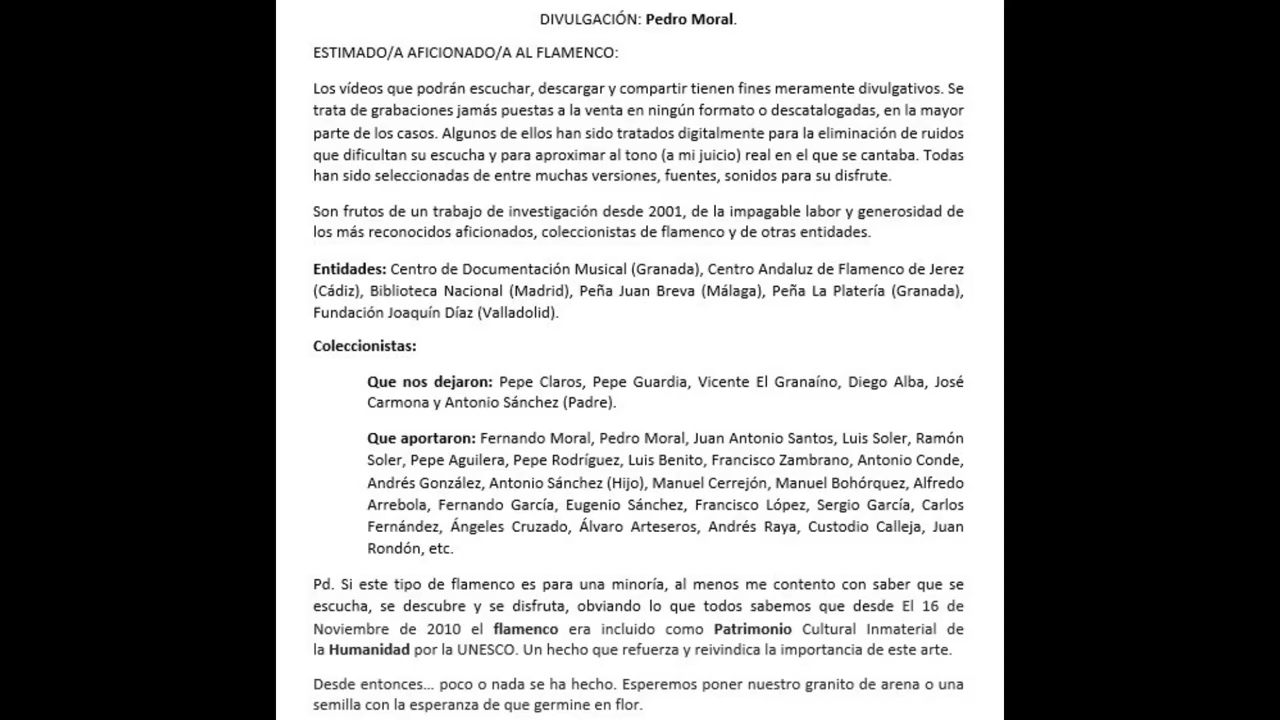 DIVULGACIÓN: Pedro Moral.
ESTIMADO/A AFICIONADO/A AL FLAMENCO:
Los vídeos que podrán escuchar, descargar y compartir tienen fines meramente divulgativos. Se
trata de grabaciones jamás puestas a la venta en ningún formato o descatalogadas, en la mayor
parte de los casos. Algunos de ellos han sido tratados digitalmente para la eliminación de ruidos
que dificultan su escucha y para aproximar al tono (a mi juicio) real en el que se cantaba. Todas
han sido seleccionadas de entre muchas versiones, fuentes, sonidos para su disfrute.
Son frutos de un trabajo de investigación desde 2001, de la impagable labor y generosidad de
los más reconocidos aficionados, coleccionistas de flamenco y de otras entidades.
Entidades: Centro de Documentación Musical (Granada), Centro Andaluz de Flamenco de Jerez
(Cádiz), Biblioteca Nacional (Madrid), Peña Juan Breva (Málaga), Peña La Platería (Granada),
Fundación Joaquín Díaz (Valladolid).
Coleccionistas:
Que nos dejaron: Pepe Claros, Pepe Guardia, Vicente El Granaíno, Diego Alba, José
Carmona y Antonio Sánchez (Padre).
Que aportaron: Fernando Moral, Pedro Moral, Juan Antonio Santos, Luis Soler, Ramón
Soler, Pepe Aguilera, Pepe Rodríguez, Luis Benito, Francisco Zambrano, Antonio Conde,
Andrés González, Antonio Sánchez (Hijo), Manuel Cerrejón, Manuel Bohórquez, Alfredo
Arrebola, Fernando García, Eugenio Sánchez, Francisco López, Sergio García, Carlos
Fernández, Ángeles Cruzado, Álvaro Arteseros, Andrés Raya, Custodio Calleja, Juan
Rondón, etc.
Pd. Si este tipo de flamenco es para una minoría, al menos me contento con saber que se
escucha, se descubre y se disfruta, obviando lo que todos sabemos que desde El 16 de
Noviembre de 2010 el flamenco era incluido como Patrimonio Cultural Inmaterial de
la Humanidad por la UNESCO. Un hecho que refuerza y reivindica la importancia de este arte.
Desde entonces... poco o nada se ha hecho. Esperemos poner nuestro granito de arena o una
semilla con la esperanza de que germine en flor.